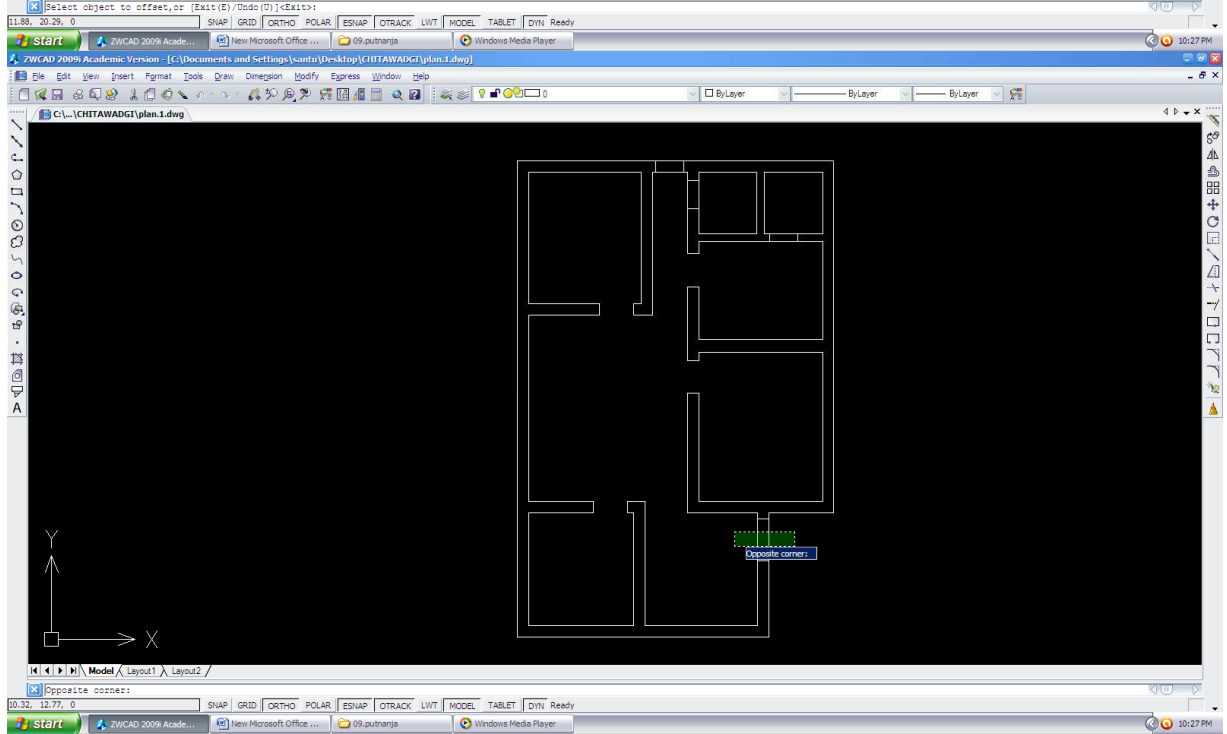 Select object to offset,or [Exit(E)/Undo(U)]<Exit>:
11.88, 20.29, 0 SNAP GRID ORTHO POLAR ESNAP OTRACK LWT MODEL TABLET DYN Ready
start ZWCAD 2009i Acade... New Microsoft Office ... 09.putnanja Windows Media Player 10:27 PM
ZWCAD 2009i Academic Version - [C:\Documents and Settings\santu\Desktop\CHITAWADGI\plan.1.dwg]
File Edit View Insert Format Tools Draw Dimension Modify Express Window Help
0 ByLayer ByLayer ByLayer
C:\...\CHITAWADGI\plan.1.dwg
A
Y
Opposite corner:
X
Model Layout1 Layout2
Opposite corner:
10.32, 12.77, 0 SNAP GRID ORTHO POLAR ESNAP OTRACK LWT MODEL TABLET DYN Ready
start ZWCAD 2009i Acade... New Microsoft Office ... 09.putnanja Windows Media Player 10:27 PM